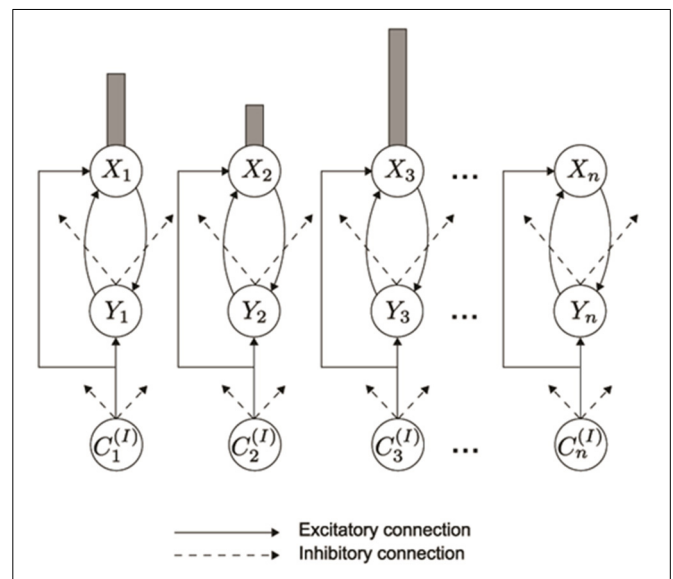 X₁ X₂ X₃ ... Xₙ
Y₁ Y₂ Y₃ ... Yₙ
C₁^(I) C₂^(I) C₃^(I) ... Cₙ^(I)
Excitatory connection
Inhibitory connection